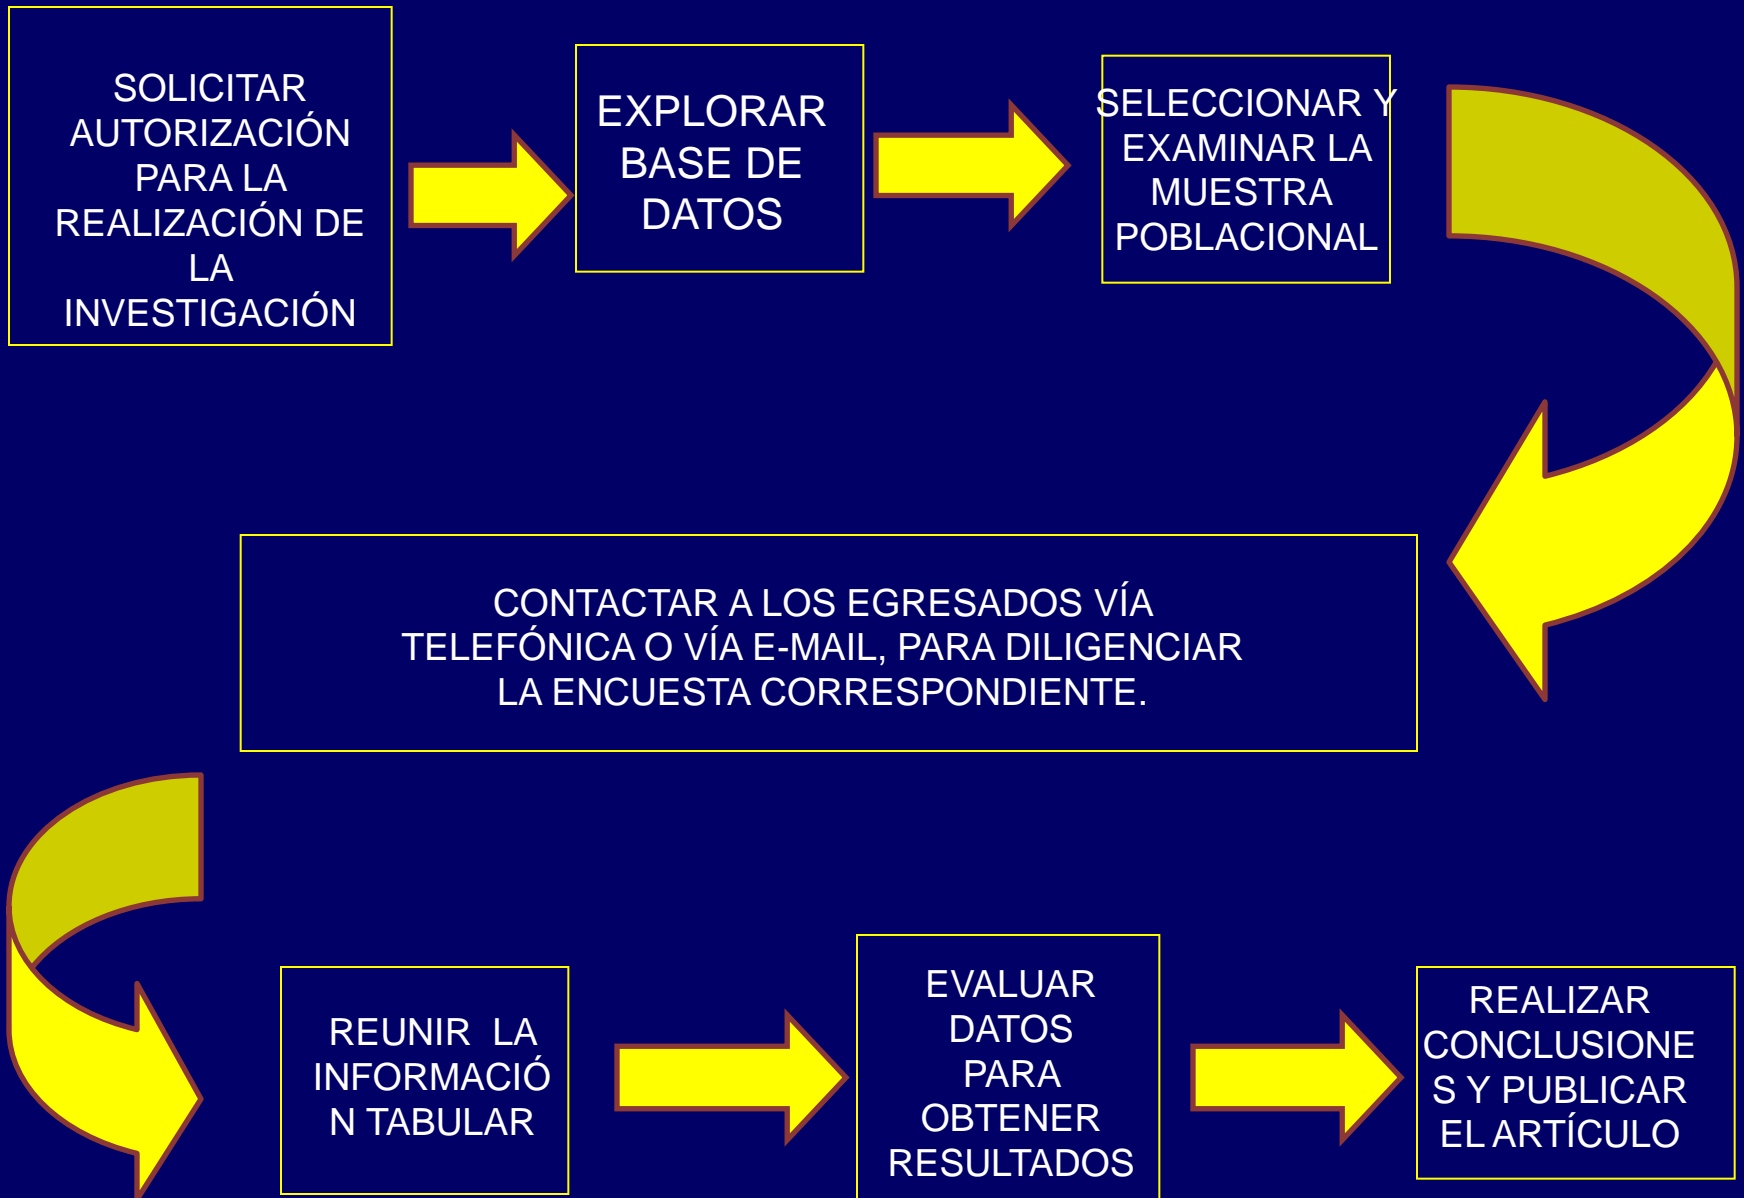 SOLICITAR
AUTORIZACIÓN
PARA LA
REALIZACIÓN DE
LA
INVESTIGACIÓN
EXPLORAR
BASE DE
DATOS
SELECCIONAR Y
EXAMINAR LA
MUESTRA
POBLACIONAL
CONTACTAR A LOS EGRESADOS VÍA
TELEFÓNICA O VÍA E-MAIL, PARA DILIGENCIAR
LA ENCUESTA CORRESPONDIENTE.
REUNIR LA
INFORMACIÓ
N TABULAR
EVALUAR
DATOS
PARA
OBTENER
RESULTADOS
REALIZAR
CONCLUSIONE
S Y PUBLICAR
EL ARTÍCULO